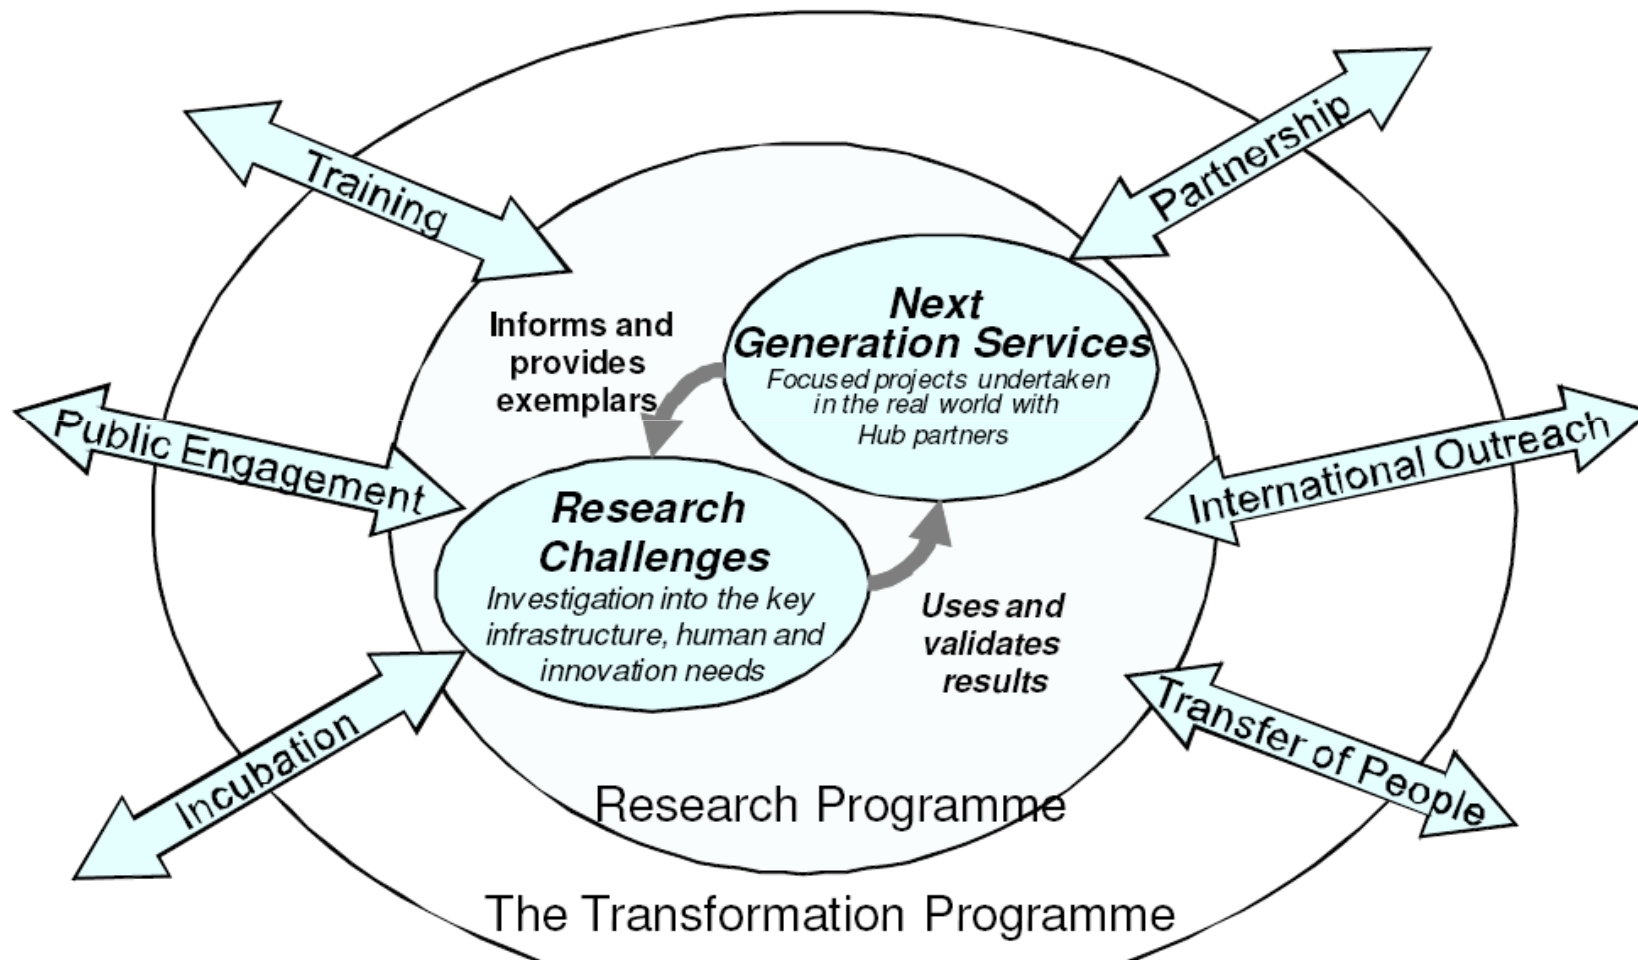 Training
Partnership
Informs and
provides
exemplars
Next
Generation Services
Focused projects undertaken
in the real world with
Hub partners
Public Engagement
International Outreach
Research
Challenges
Investigation into the key
infrastructure, human and
innovation needs
Uses and
validates
results
Incubation
Transfer of People
Research Programme
The Transformation Programme